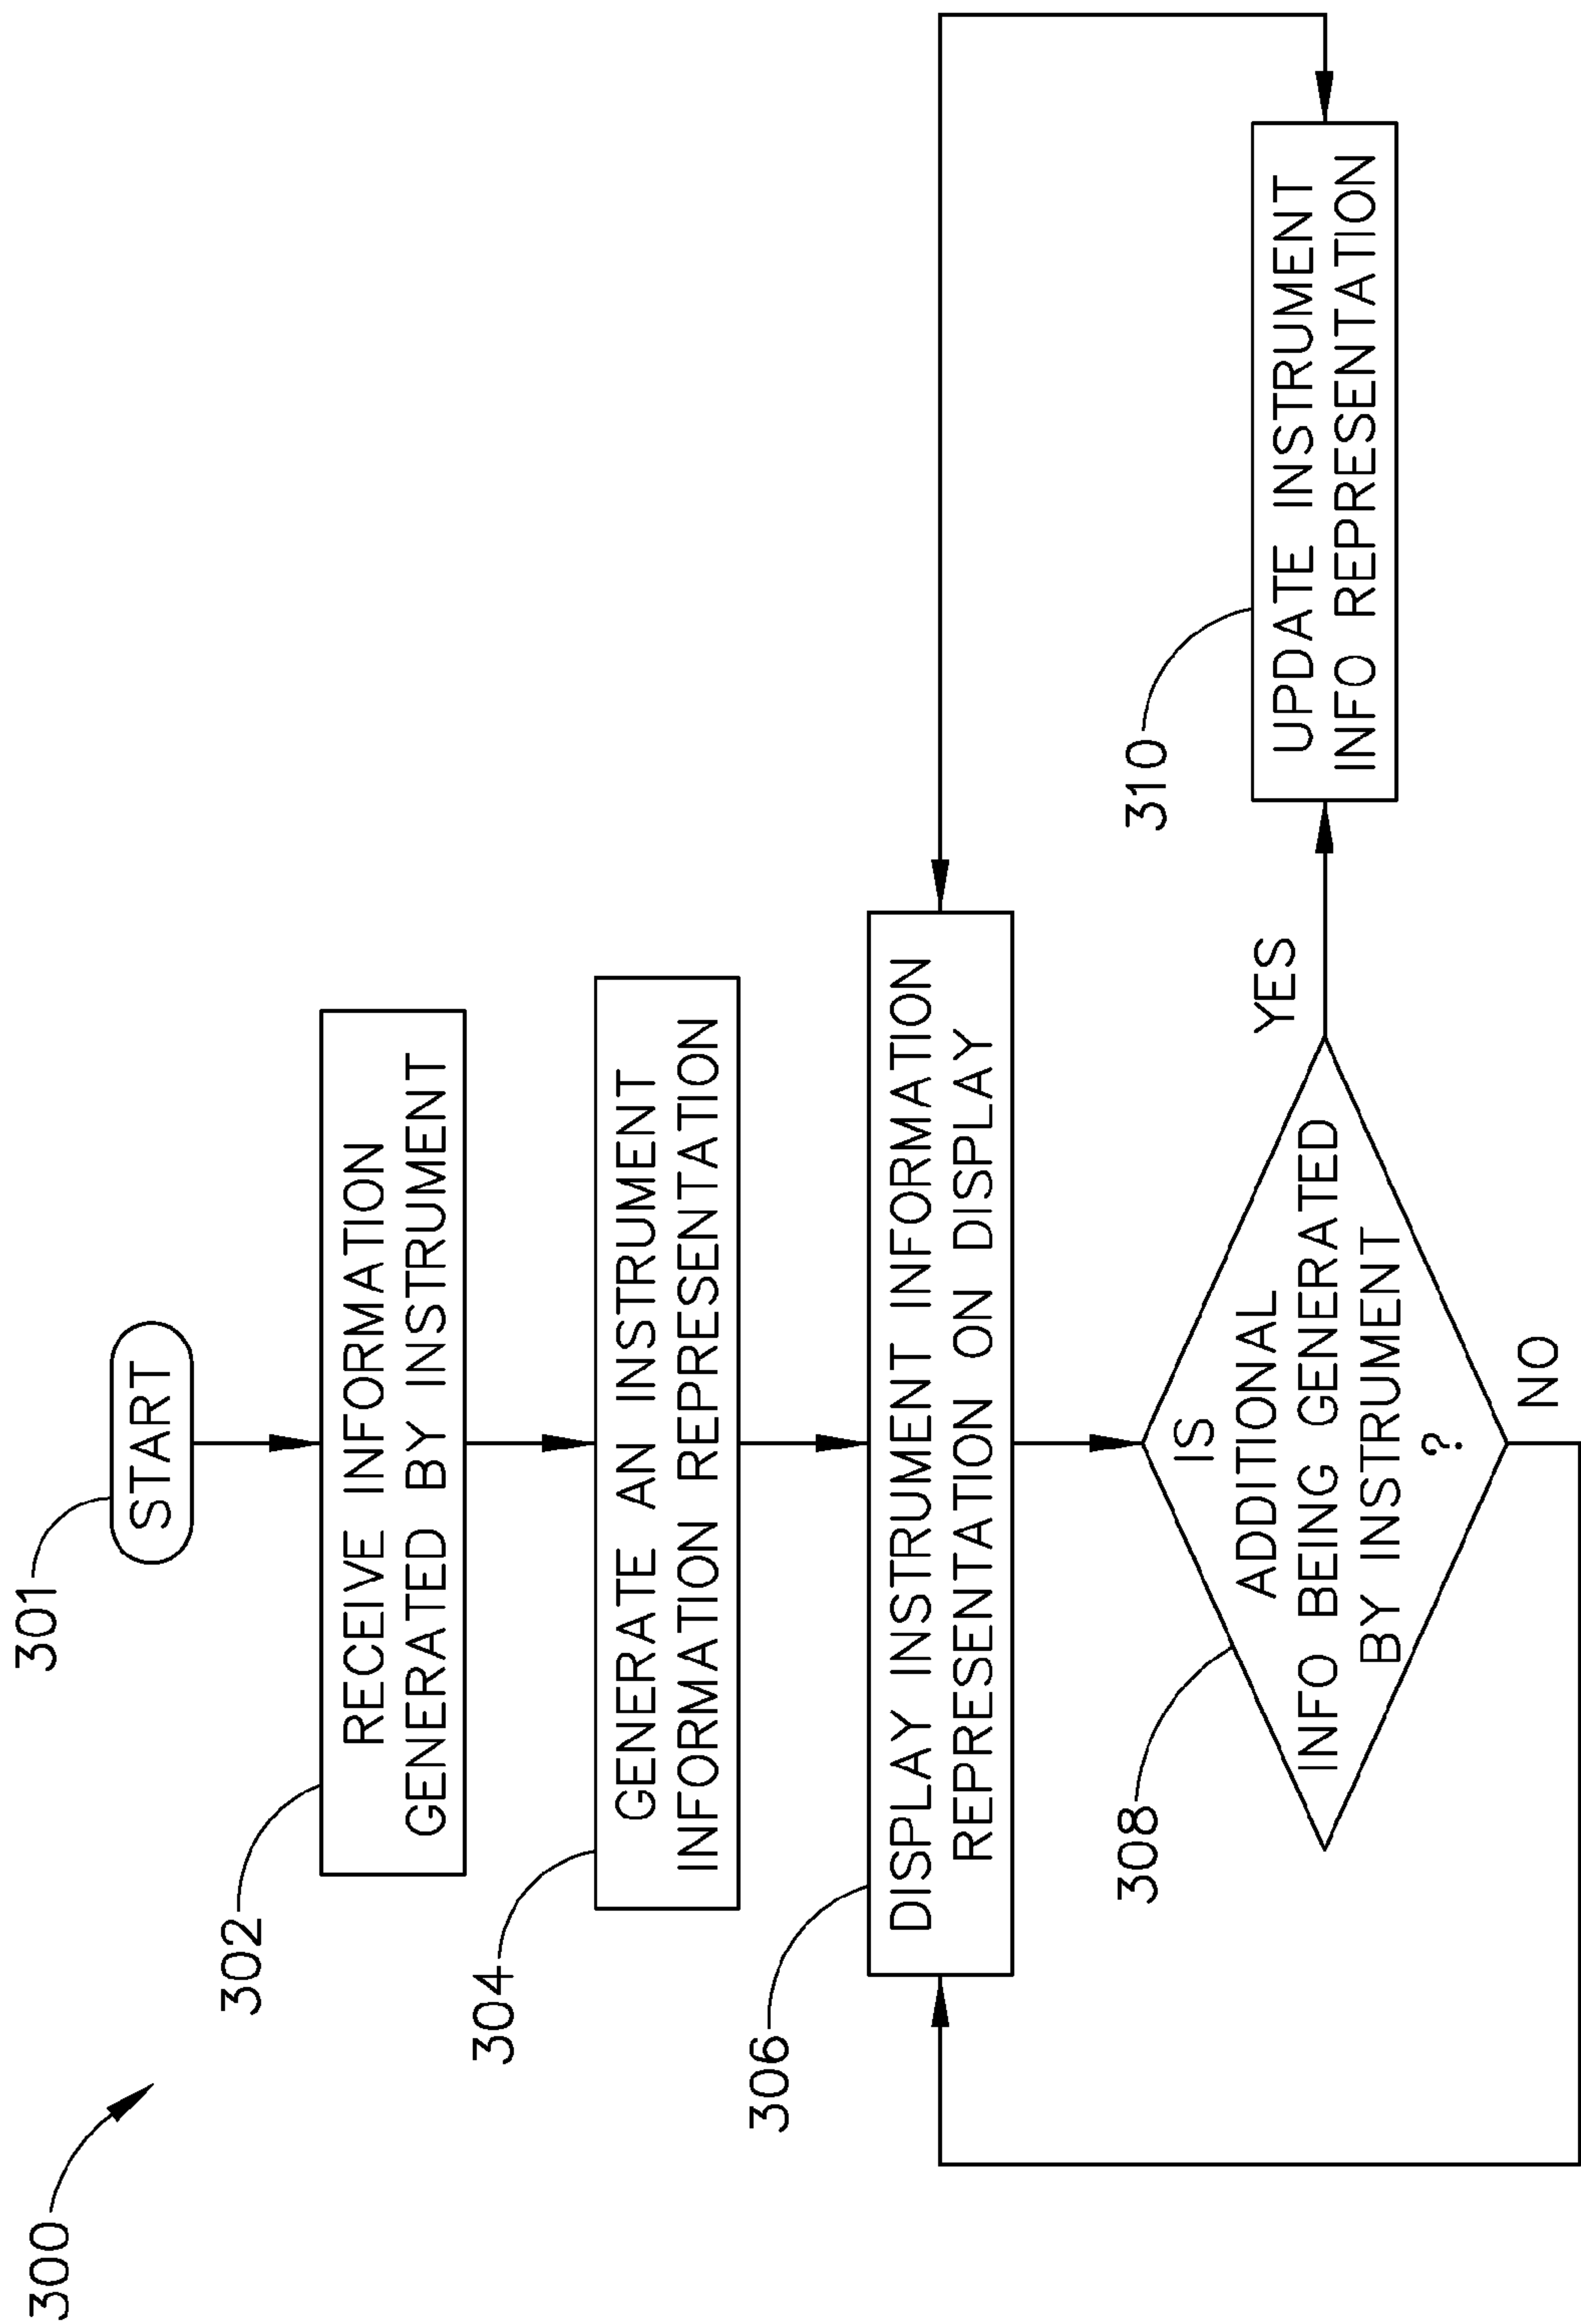 300
301
START
302
RECEIVE INFORMATION
GENERATED BY INSTRUMENT
304
GENERATE AN INSTRUMENT
INFORMATION REPRESENTATION
306
DISPLAY INSTRUMENT INFORMATION
REPRESENTATION ON DISPLAY
308
IS
ADDITIONAL
INFO BEING GENERATED
BY INSTRUMENT
?
YES
NO
310
UPDATE INSTRUMENT
INFO REPRESENTATION